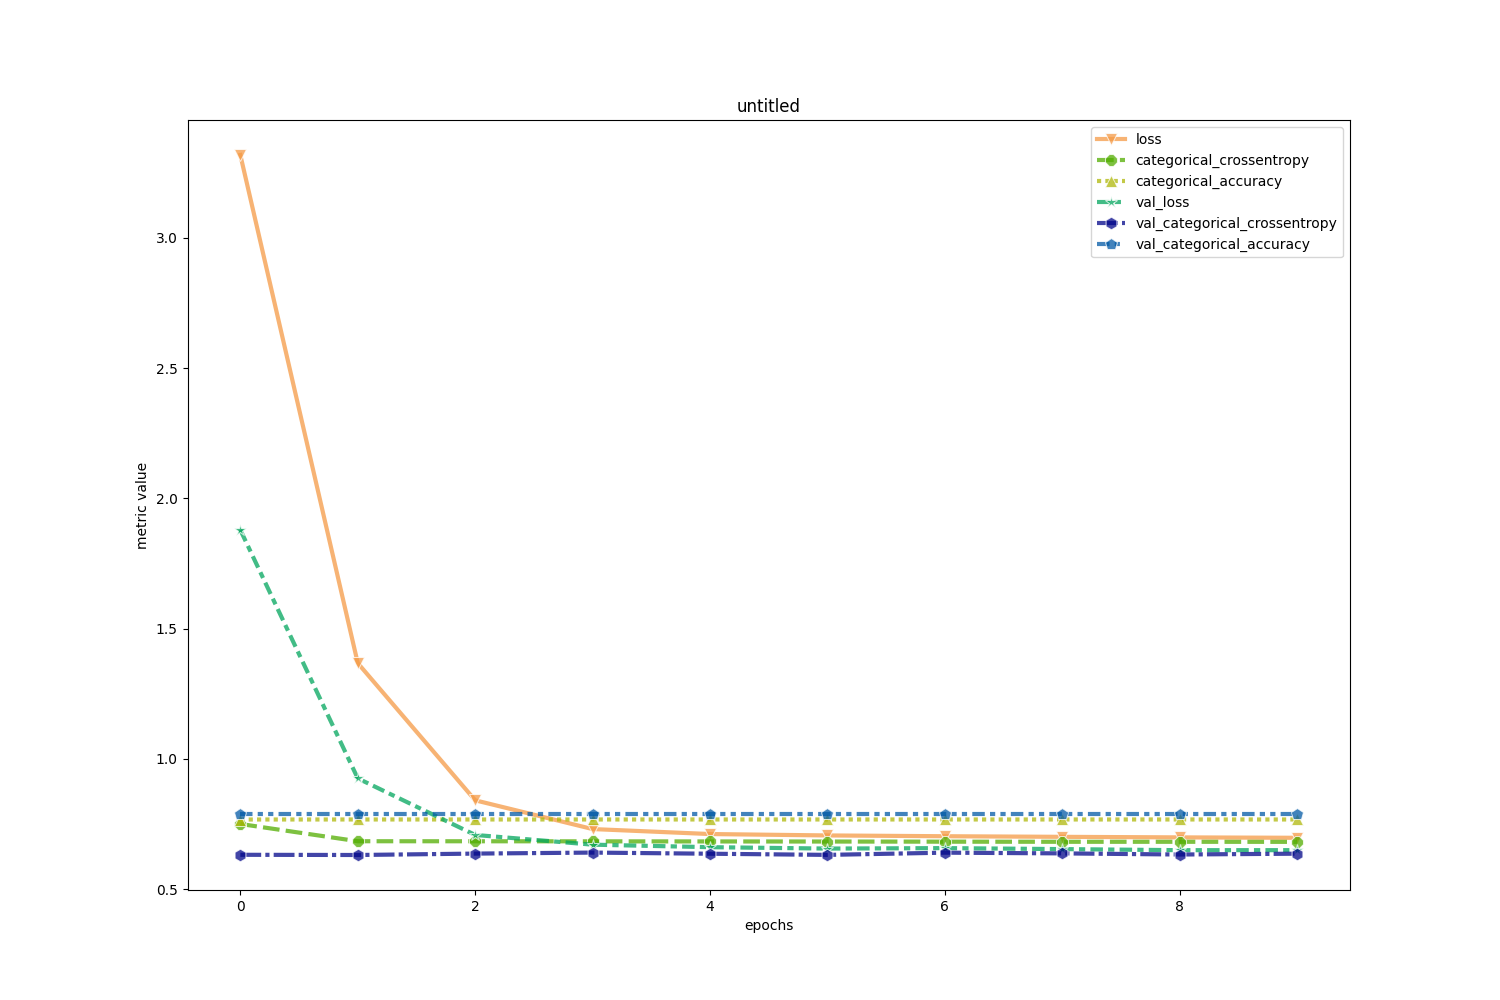 untitled
loss
categorical_crossentropy
categorical_accuracy
val_loss
val_categorical_crossentropy
val_categorical_accuracy
metric value
3.0
2.5
2.0
1.5
1.0
0.5
0 2 4 6 8
epochs